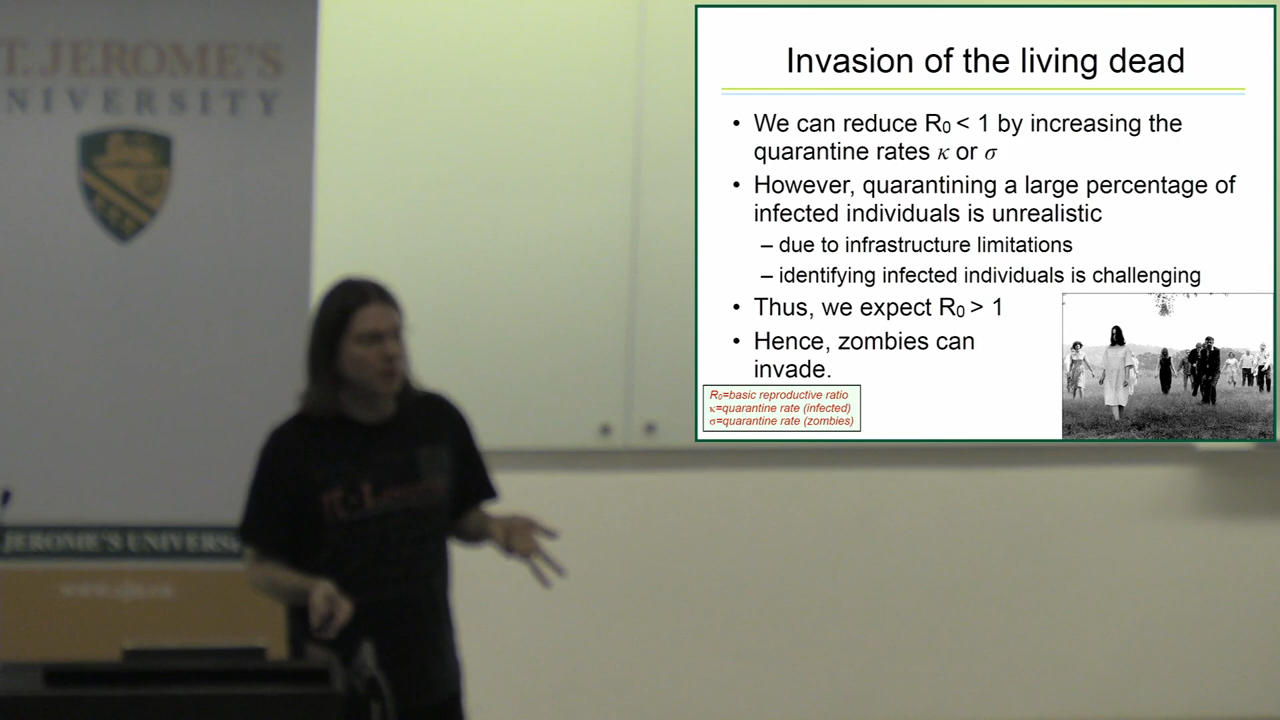 T. JEROME'S
NIVERSITY
Invasion of the living dead
• We can reduce R₀ < 1 by increasing the
quarantine rates κ or σ
• However, quarantining a large percentage of
infected individuals is unrealistic
– due to infrastructure limitations
– identifying infected individuals is challenging
• Thus, we expect R₀ > 1
• Hence, zombies can
invade.
R₀=basic reproductive ratio
κ=quarantine rate (infected)
σ=quarantine rate (zombies)
JEROME'S UNIVERSI